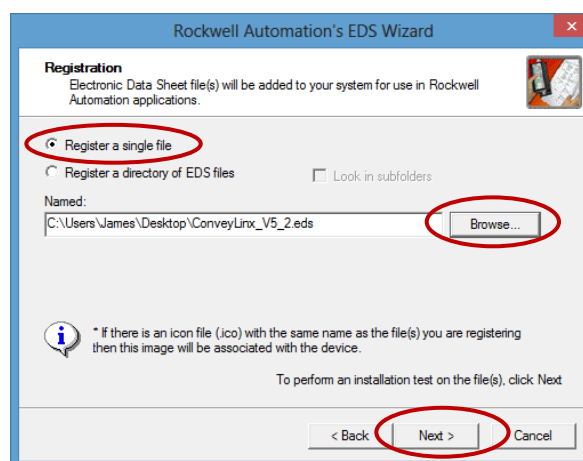 Rockwell Automation's EDS Wizard
Registration
Electronic Data Sheet file(s) will be added to your system for use in Rockwell
Automation applications.
Register a single file
Register a directory of EDS files
Look in subfolders
Named:
C:\Users\James\Desktop\ConveyLinx_V5_2.eds
Browse...
* If there is an icon file (.ico) with the same name as the file(s) you are registering
then this image will be associated with the device.
To perform an installation test on the file(s), click Next
< Back
Next >
Cancel